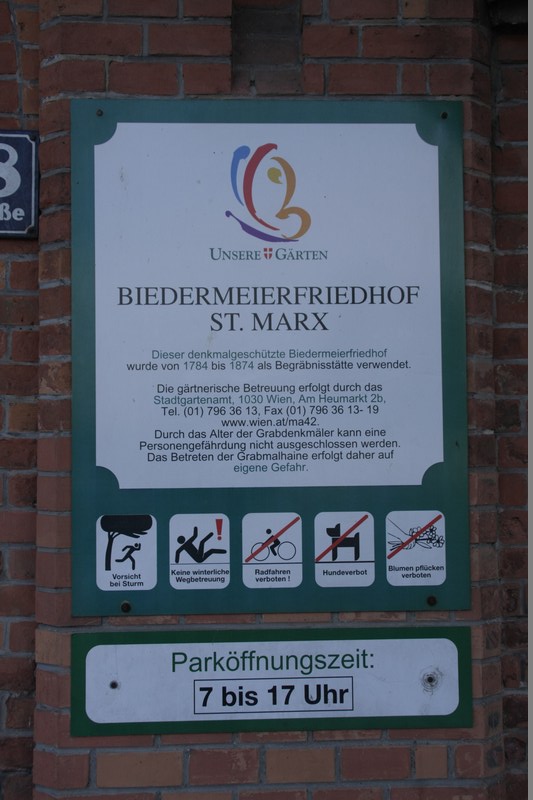 8
ße
UNSERE GÄRTEN
BIEDERMEIERFRIEDHOF
ST. MARX
Dieser denkmalgeschützte Biedermeierfriedhof
wurde von 1784 bis 1874 als Begräbnisstätte verwendet.
Die gärtnerische Betreuung erfolgt durch das
Stadtgartenamt, 1030 Wien, Am Heumarkt 2b,
Tel. (01) 796 36 13, Fax (01) 796 36 13- 19
www.wien.at/ma42.
Durch das Alter der Grabdenkmäler kann eine
Personengefährdung nicht ausgeschlossen werden.
Das Betreten der Grabmalhaine erfolgt daher auf
eigene Gefahr.
Vorsicht
bei Sturm
Keine winterliche
Wegbetreuung
Radfahren
verboten !
Hundeverbot
Blumen pflücken
verboten
Parköffnungszeit:
7 bis 17 Uhr